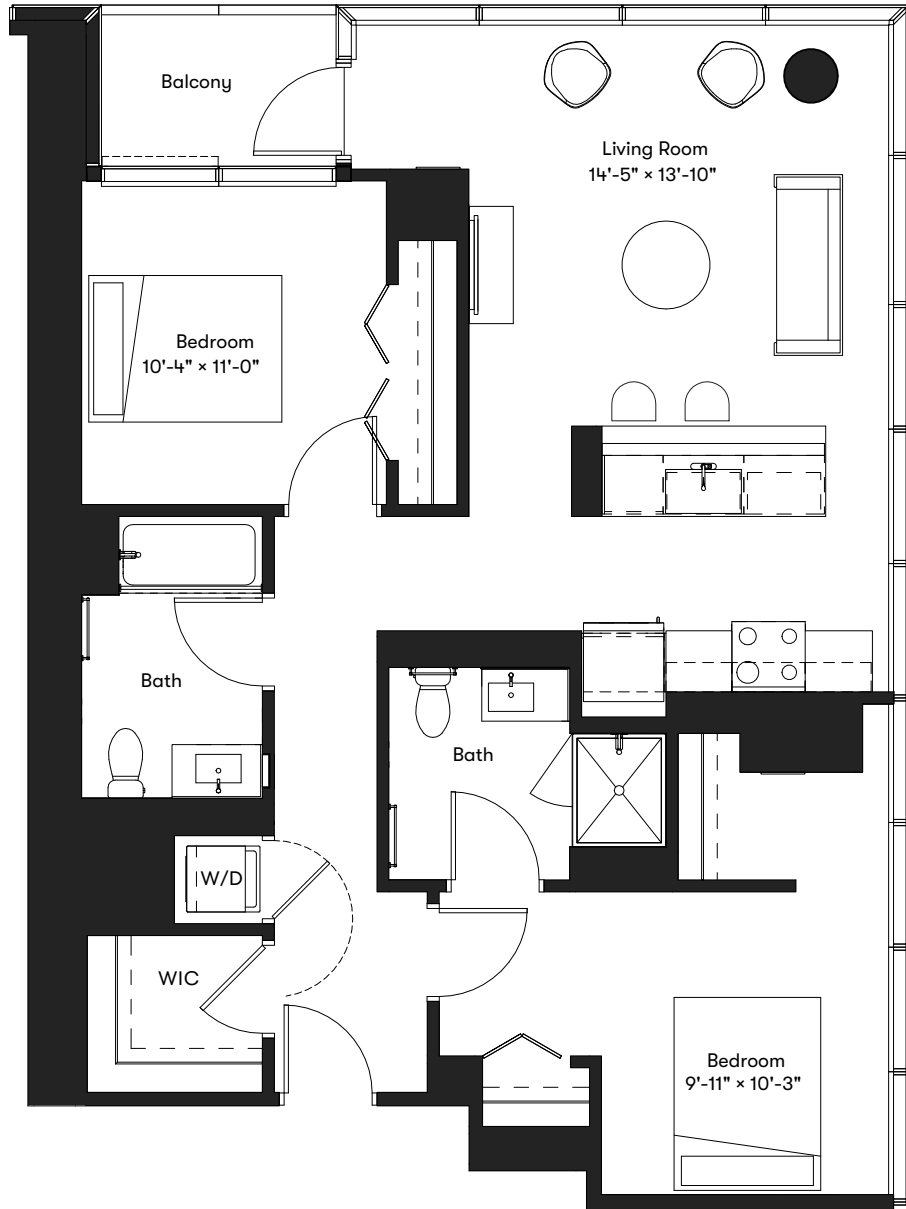 Balcony
Living Room
14'-5" × 13'-10"
Bedroom
10'-4" × 11'-0"
Bath
Bath
W/D
WIC
Bedroom
9'-11" × 10'-3"